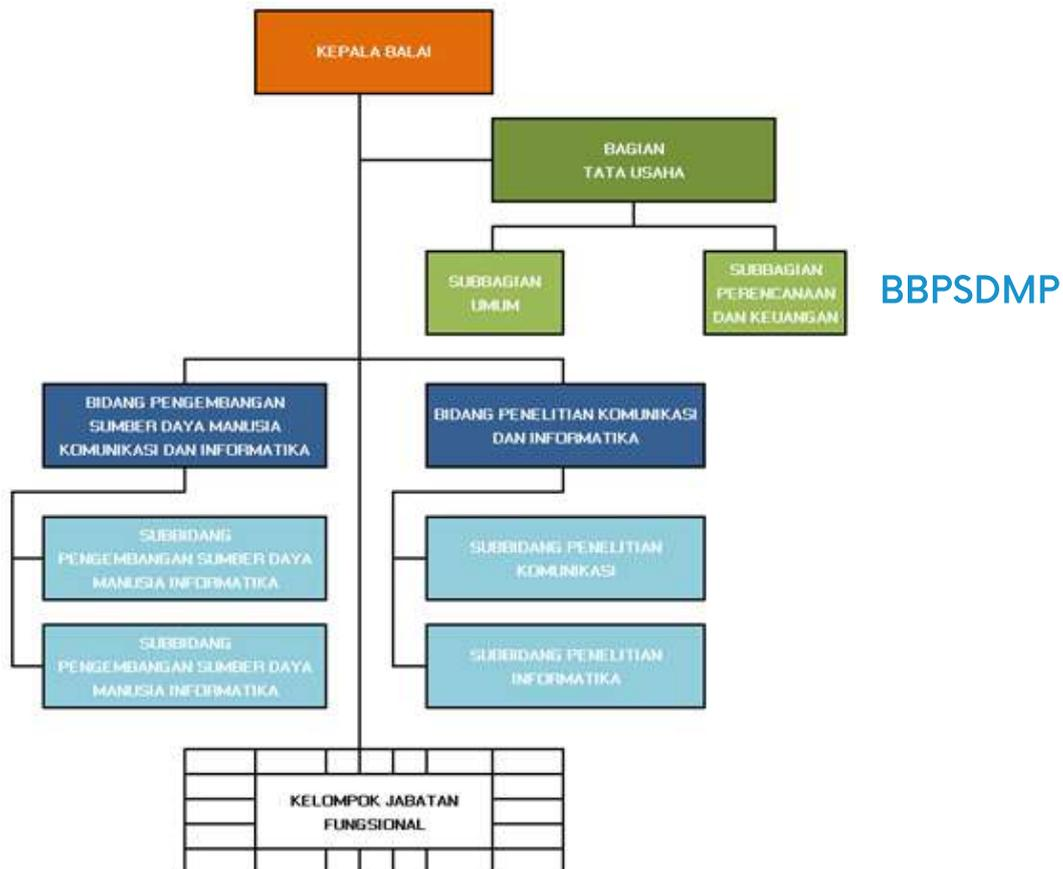 KEPALA BALAI
BAGIAN
TATA USAHA
SUBBAGIAN
UMUM
SUBBAGIAN
PERENCANAAN
DAN KEUANGAN
BBPSDMP
BIDANG PENGEMBANGAN
SUMBER DAYA MANUSIA
KOMUNIKASI DAN INFORMATIKA
BIDANG PENELITIAN KOMUNIKASI
DAN INFORMATIKA
SUBBIDANG
PENGEMBANGAN SUMBER DAYA
MANUSIA INFORMATIKA
SUBBIDANG PENELITIAN
KOMUNIKASI
SUBBIDANG
PENGEMBANGAN SUMBER DAYA
MANUSIA INFORMATIKA
SUBBIDANG PENELITIAN
INFORMATIKA
KELOMPOK JABATAN
FUNGSIONAL